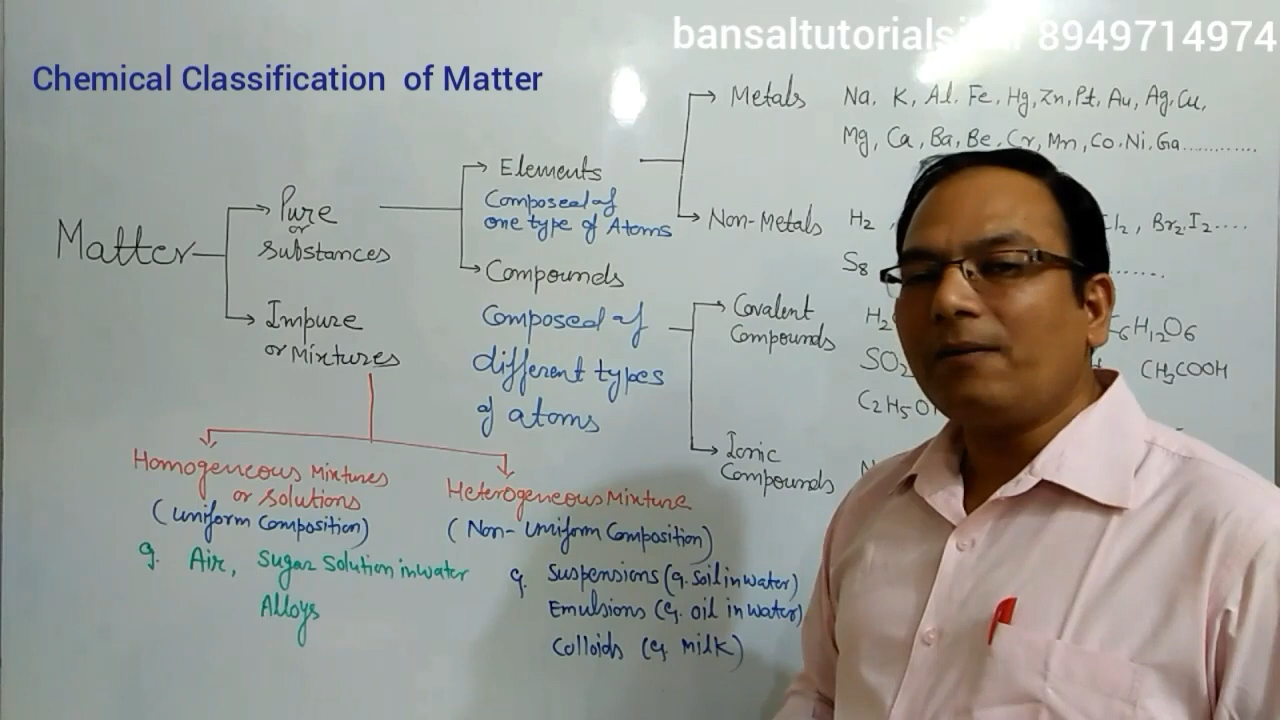 bansaltutorials 8949714974
Chemical Classification of Matter
Metals Na, K, Al, Fe, Hg, Zn, Pt, Au, Ag, Cu,
Mg, Ca, Ba, Be, Cr, Mn, Co, Ni, Ga............
Elements
Composed of
one type of Atoms
Non-Metals H2 , Br2, I2....
S8 .......
Matter
Pure
or
Substances
Compounds
Composed of
different types
of atoms
Impure
or Mixtures
Covalent
Compounds
C6H12O6
SO2 CH3COOH
C2H5O
Ionic
Compounds
Homogeneous Mixtures
or Solutions
(Uniform Composition)
eg. Air, Sugar Solution in water
Alloys
Heterogeneous Mixture
(Non-Uniform Composition)
eg. Suspensions (eg. Soil in water)
Emulsions (eg. oil in water)
Colloids (eg. Milk)